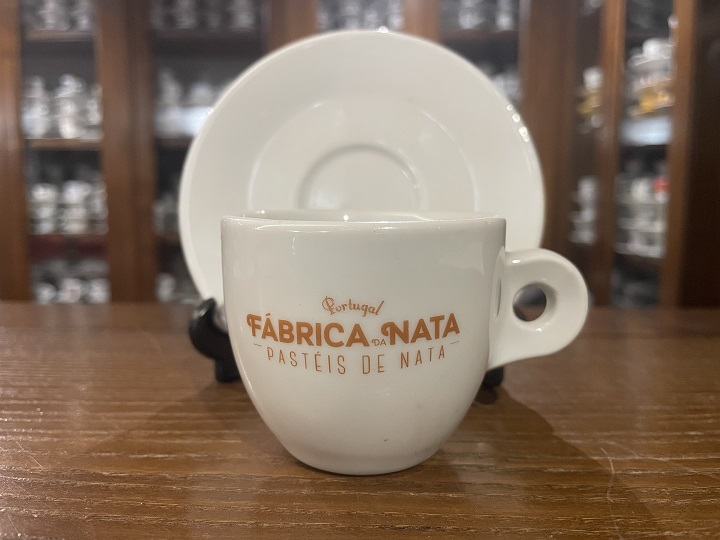 Portugal
FÁBRICA DA NATA
PASTÉIS DE NATA